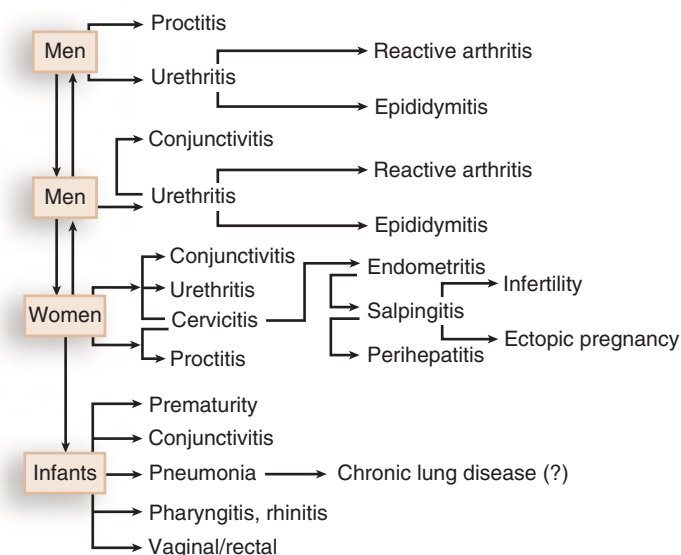 Proctitis
Men
Urethritis
Reactive arthritis
Epididymitis
Conjunctivitis
Men
Urethritis
Reactive arthritis
Epididymitis
Women
Conjunctivitis
Urethritis
Cervicitis
Proctitis
Endometritis
Salpingitis
Perihepatitis
Infertility
Ectopic pregnancy
Infants
Prematurity
Conjunctivitis
Pneumonia
Chronic lung disease (?)
Pharyngitis, rhinitis
Vaginal/rectal